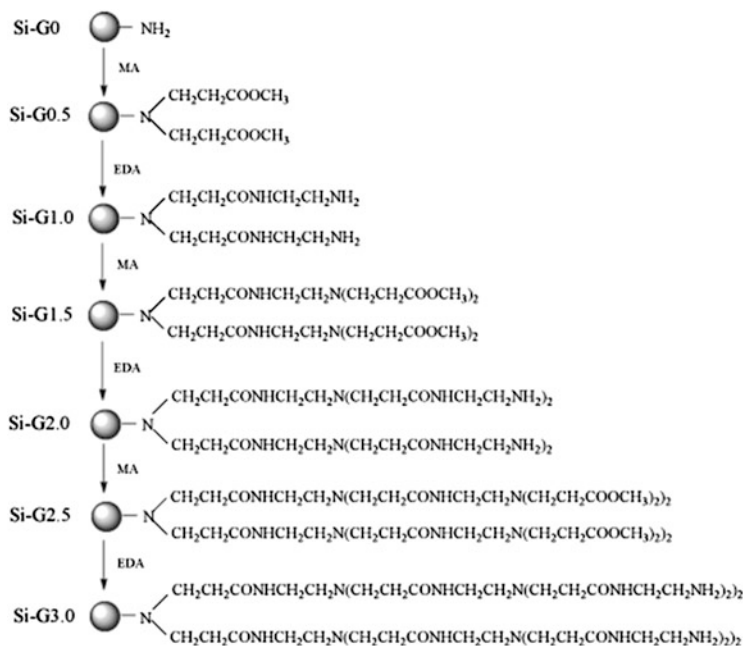 Si-G0 NH₂
MA
CH₂CH₂COOCH₃
Si-G0.5 N
CH₂CH₂COOCH₃
EDA
CH₂CH₂CONHCH₂CH₂NH₂
Si-G1.0 N
CH₂CH₂CONHCH₂CH₂NH₂
MA
CH₂CH₂CONHCH₂CH₂N(CH₂CH₂COOCH₃)₂
Si-G1.5 N
CH₂CH₂CONHCH₂CH₂N(CH₂CH₂COOCH₃)₂
EDA
CH₂CH₂CONHCH₂CH₂N(CH₂CH₂CONHCH₂CH₂NH₂)₂
Si-G2.0 N
CH₂CH₂CONHCH₂CH₂N(CH₂CH₂CONHCH₂CH₂NH₂)₂
MA
CH₂CH₂CONHCH₂CH₂N(CH₂CH₂CONHCH₂CH₂N(CH₂CH₂COOCH₃)₂)₂
Si-G2.5 N
CH₂CH₂CONHCH₂CH₂N(CH₂CH₂CONHCH₂CH₂N(CH₂CH₂COOCH₃)₂)₂
EDA
CH₂CH₂CONHCH₂CH₂N(CH₂CH₂CONHCH₂CH₂N(CH₂CH₂CONHCH₂CH₂NH₂)₂)₂
Si-G3.0 N
CH₂CH₂CONHCH₂CH₂N(CH₂CH₂CONHCH₂CH₂N(CH₂CH₂CONHCH₂CH₂NH₂)₂)₂